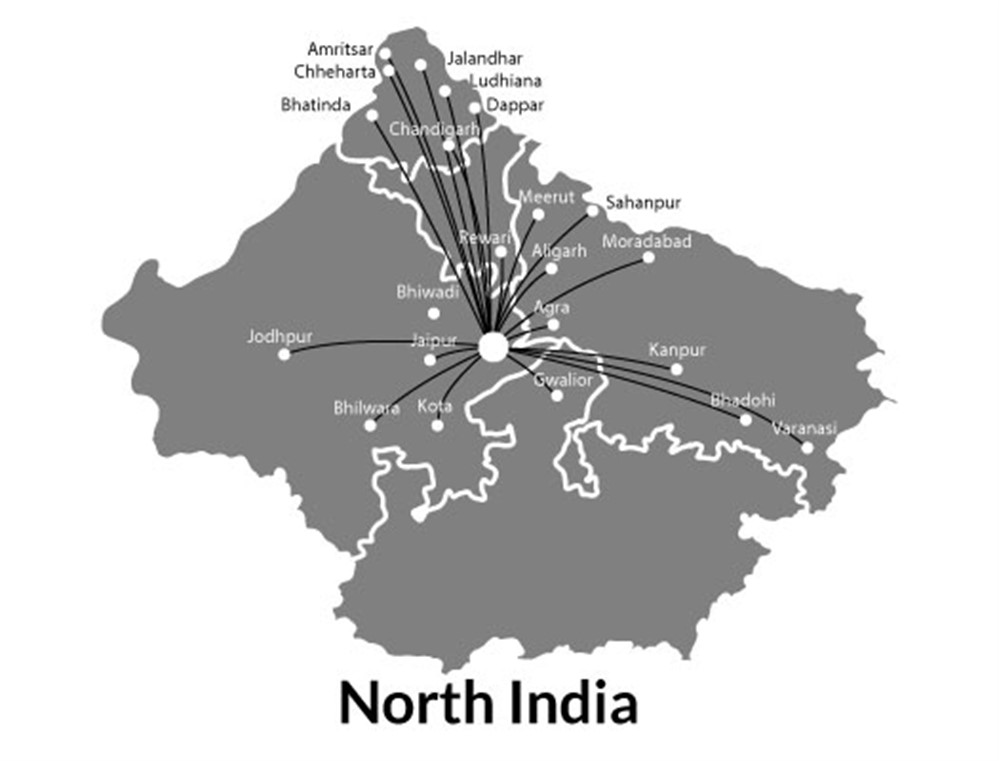 Amritsar
Jalandhar
Chheharta
Ludhiana
Bhatinda
Dappar
Chandigarh
Meerut
Sahanpur
Rewari
Moradabad
Aligarh
Bhiwadi
Agra
Jodhpur
Jaipur
Kanpur
Gwalior
Bhadohi
Bhilwara
Kota
Varanasi
North India